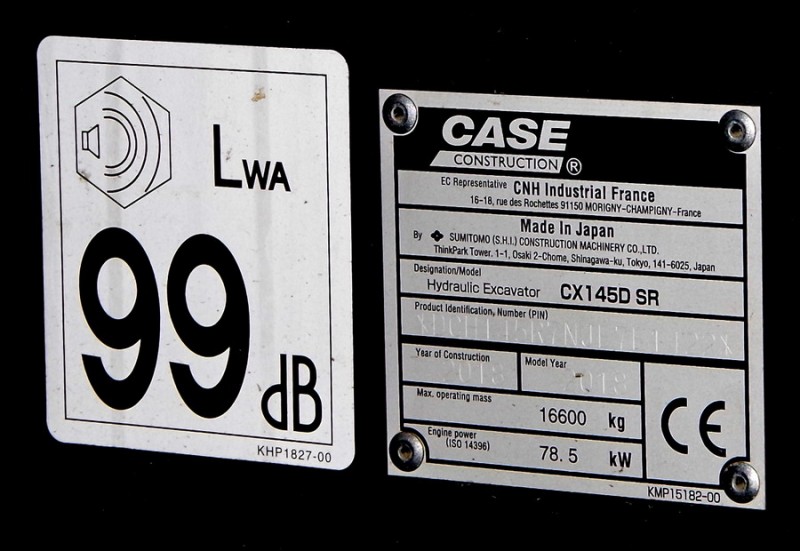 LWA
99 dB
KHP1827-00
CASE
CONSTRUCTION ®
EC Representative CNH Industrial France
16-18, rue des Rochettes 91150 MORIGNY-CHAMPIGNY-France
Made In Japan
By SUMITOMO (S.H.I.) CONSTRUCTION MACHINERY CO.,LTD.
ThinkPark Tower, 1-1, Osaki 2-Chome, Shinagawa-ku, Tokyo, 141-6025, Japan
Designation/Model
Hydraulic Excavator CX145D SR
Product Identification, Number (PIN)
Year of Construction 2018 Model Year 2018
Max. operating mass
16600 kg
Engine power
(ISO 14396) 78.5 kW
CE
KMP15182-00